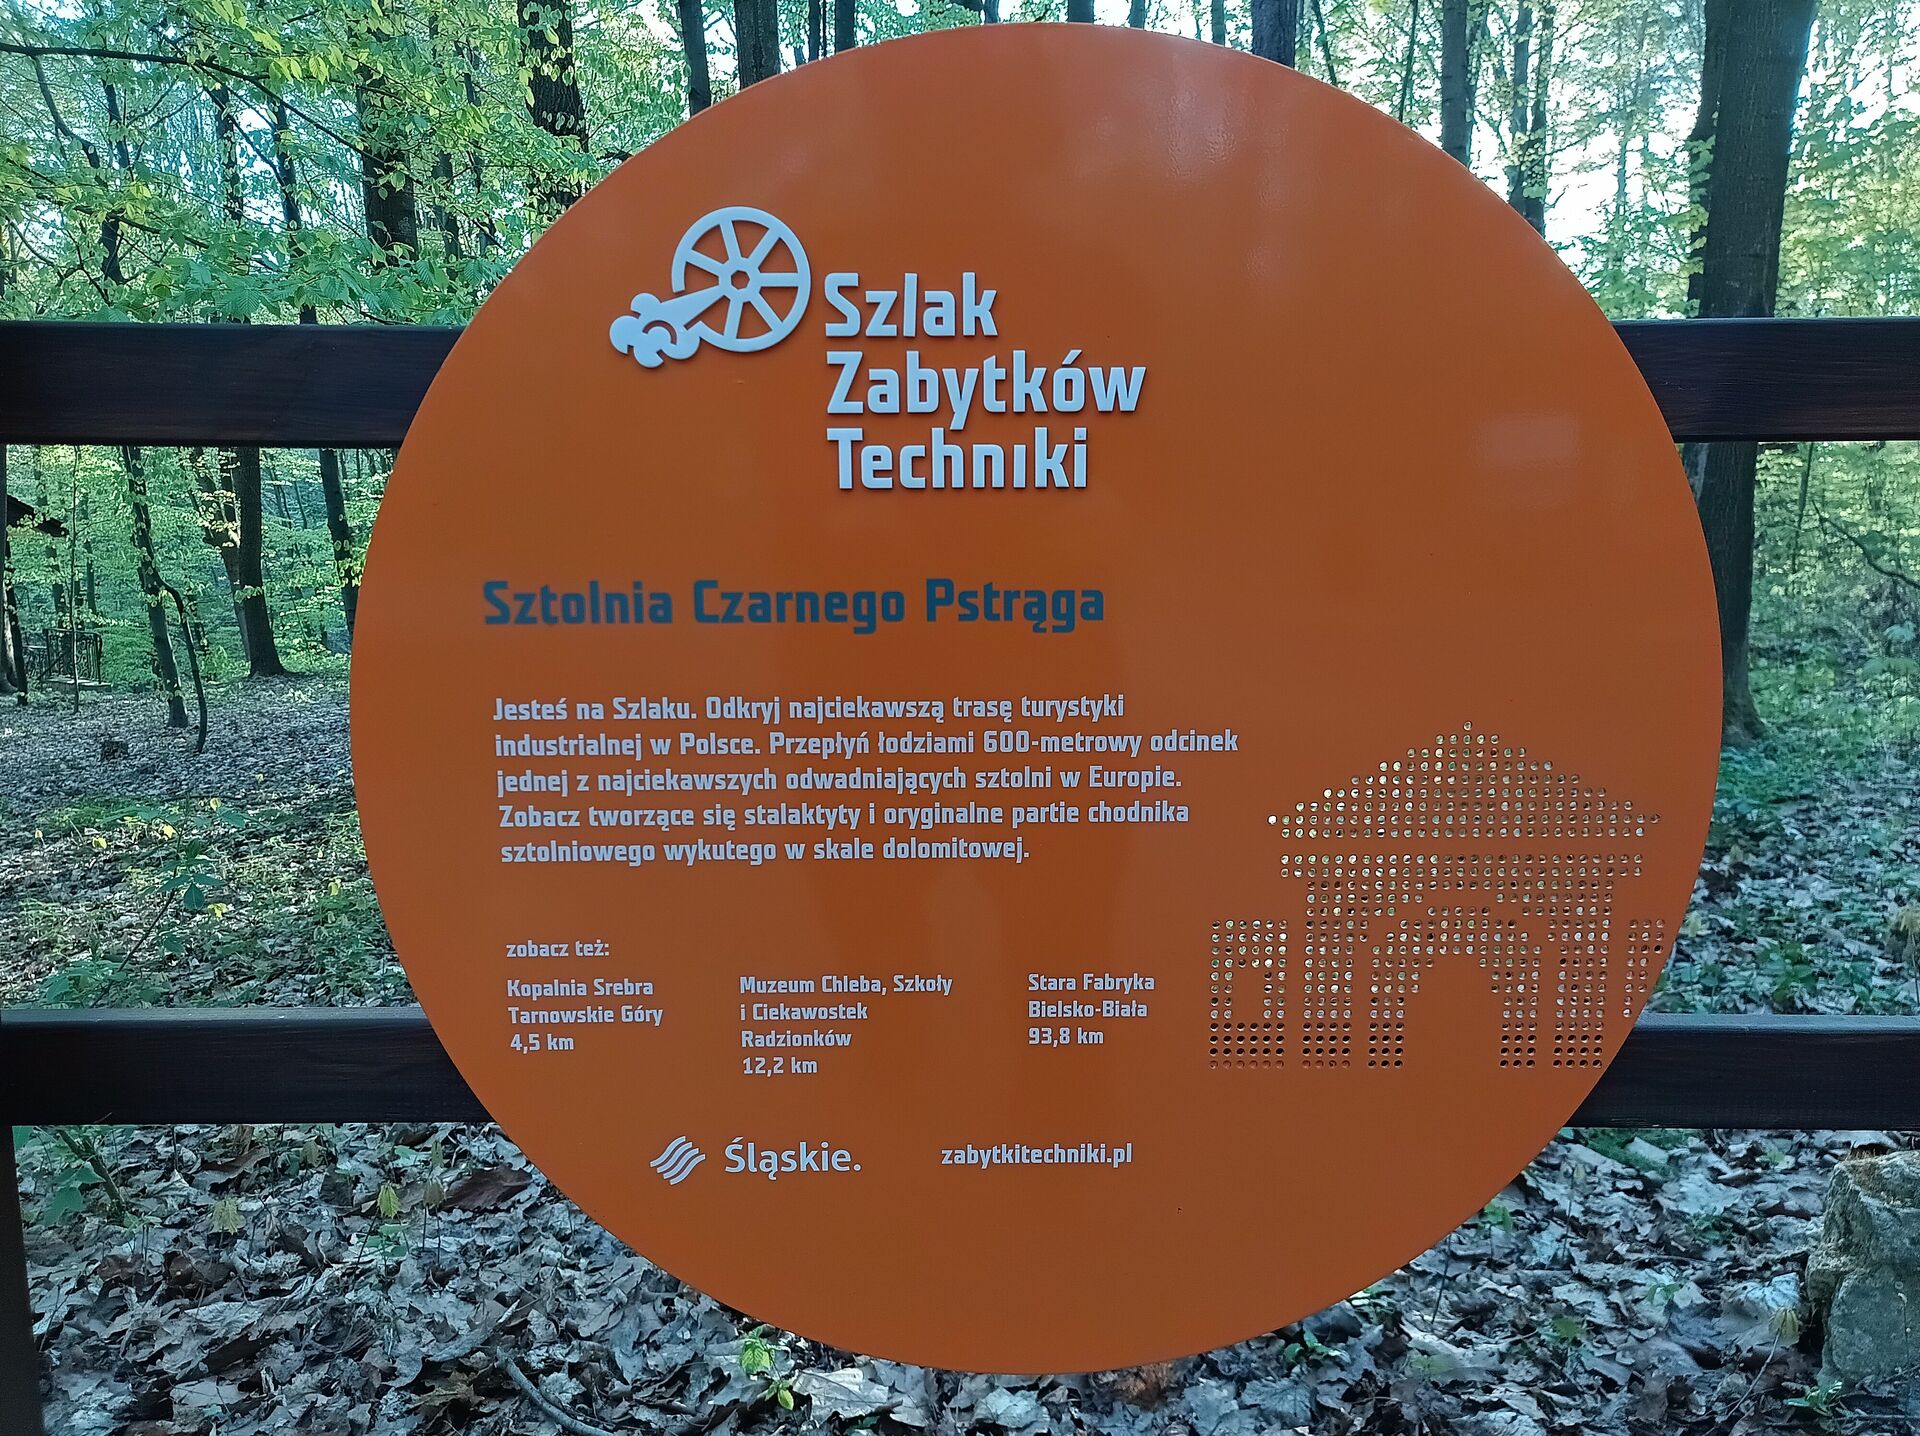 Szlak
Zabytków
Techniki
Sztolnia Czarnego Pstrąga
Jesteś na Szlaku. Odkryj najciekawszą trasę turystyki
industrialnej w Polsce. Przepłyń łodziami 600-metrowy odcinek
jednej z najciekawszych odwadniających sztolni w Europie.
Zobacz tworzące się stalaktyty i oryginalne partie chodnika
sztolniowego wykutego w skale dolomitowej.
zobacz też:
Kopalnia Srebra
Tarnowskie Góry
4,5 km
Muzeum Chleba, Szkoły
i Ciekawostek
Radzionków
12,2 km
Stara Fabryka
Bielsko-Biała
93,8 km
Śląskie.
zabytkitechniki.pl